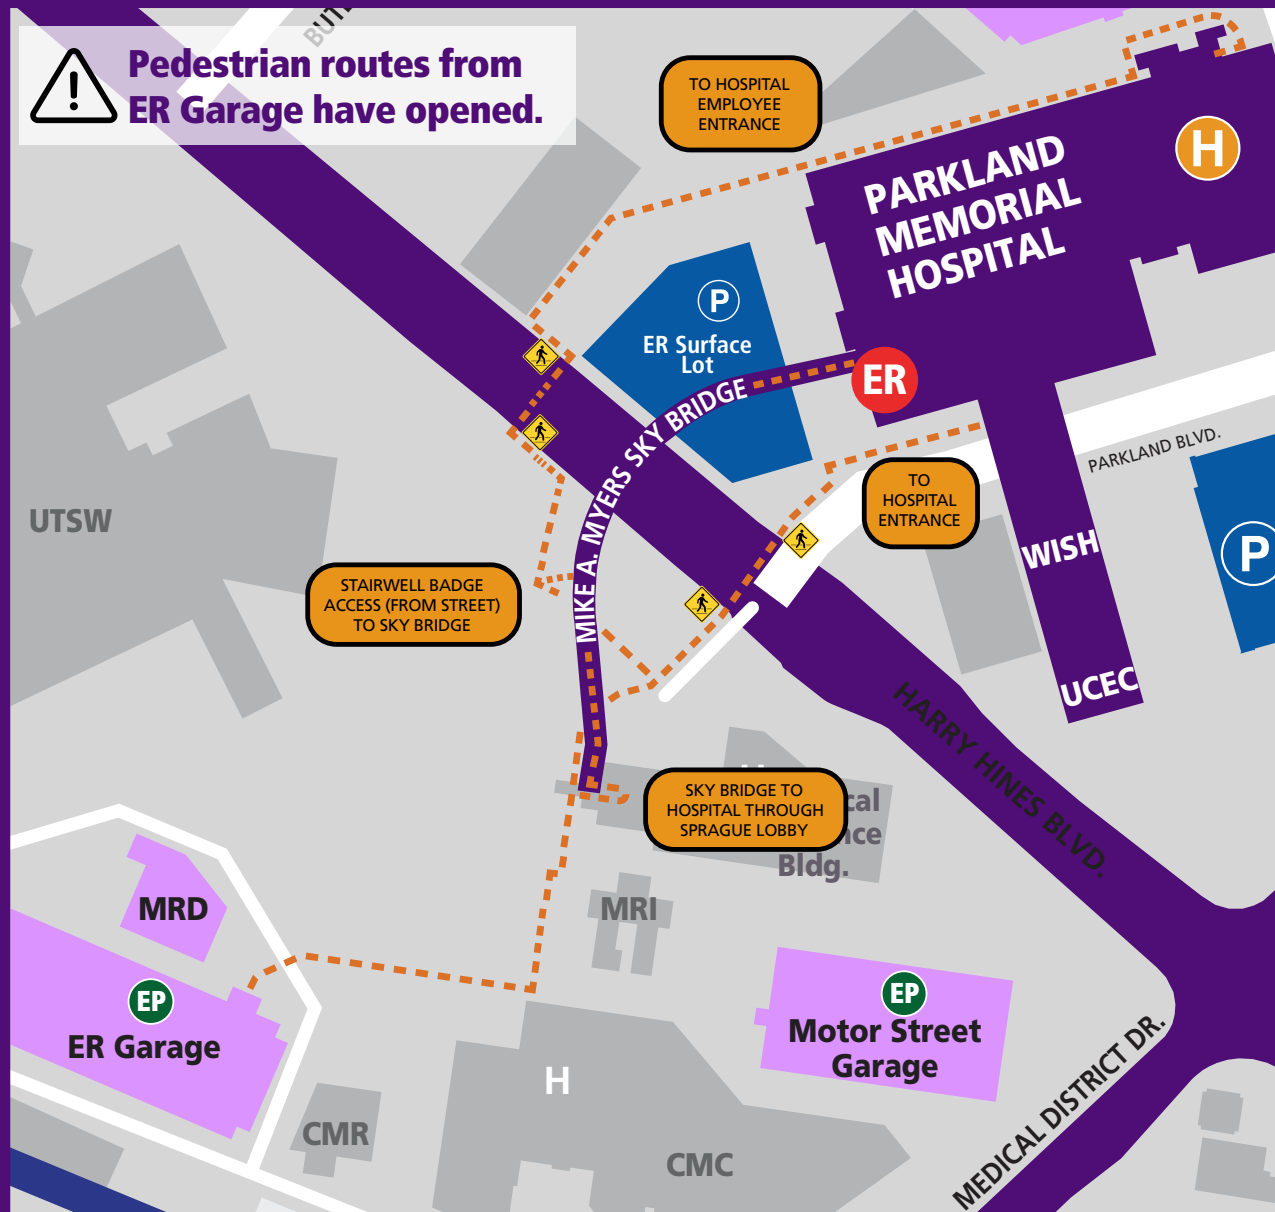 Pedestrian routes from
ER Garage have opened.
TO HOSPITAL
EMPLOYEE
ENTRANCE
PARKLAND
MEMORIAL
HOSPITAL
H
P
ER Surface
Lot
ER
MIKE A. MYERS SKY BRIDGE
PARKLAND BLVD.
TO
HOSPITAL
ENTRANCE
P
UTSW
WISH
STAIRWELL BADGE
ACCESS (FROM STREET)
TO SKY BRIDGE
UCEC
HARRY HINES BLVD.
SKY BRIDGE TO
HOSPITAL THROUGH
SPRAGUE LOBBY
Bldg.
MRD
MRI
EP
ER Garage
EP
Motor Street
Garage
H
MEDICAL DISTRICT DR.
CMR
CMC